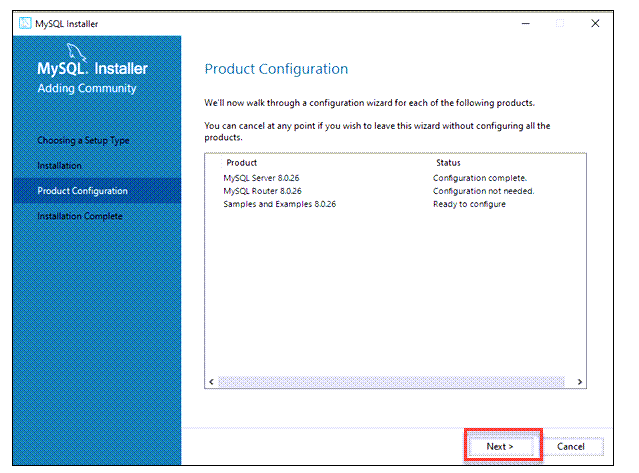 MySQL Installer
MySQL. Installer
Adding Community
Choosing a Setup Type
Installation
Product Configuration
Installation Complete
Product Configuration
We'll now walk through a configuration wizard for each of the following products.
You can cancel at any point if you wish to leave this wizard without configuring all the
products.
Product Status
MySQL Server 8.0.26 Configuration complete.
MySQL Router 8.0.26 Configuration not needed.
Samples and Examples 8.0.26 Ready to configure
Next > Cancel